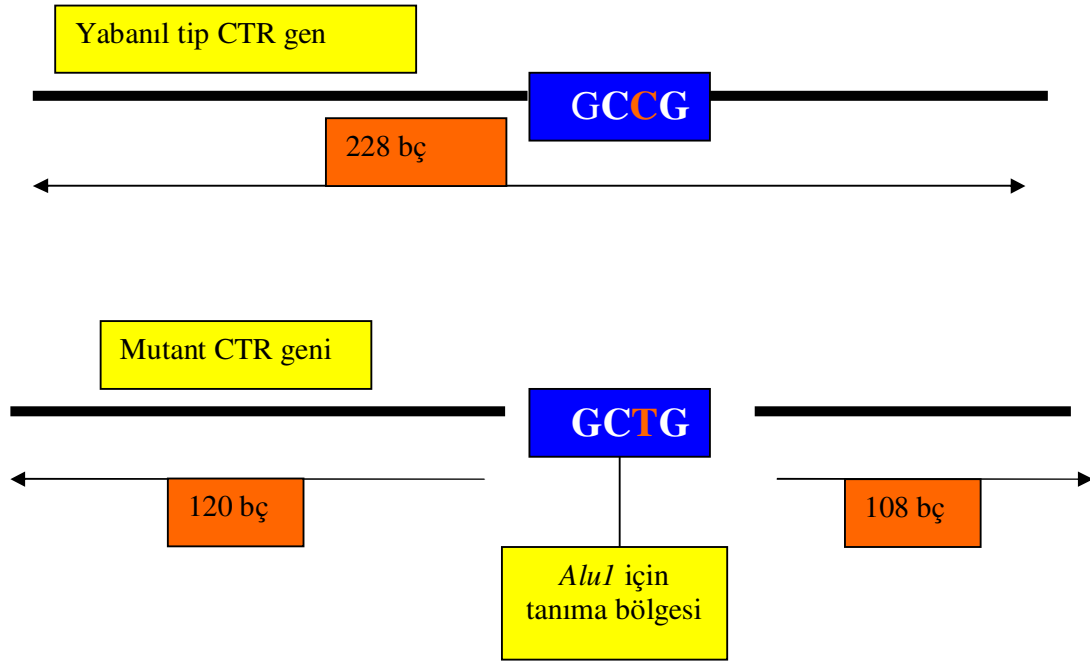 Yabanıl tip CTR gen
GCCG
228 bç
Mutant CTR geni
GCTG
120 bç
108 bç
Alu1 için
tanıma bölgesi